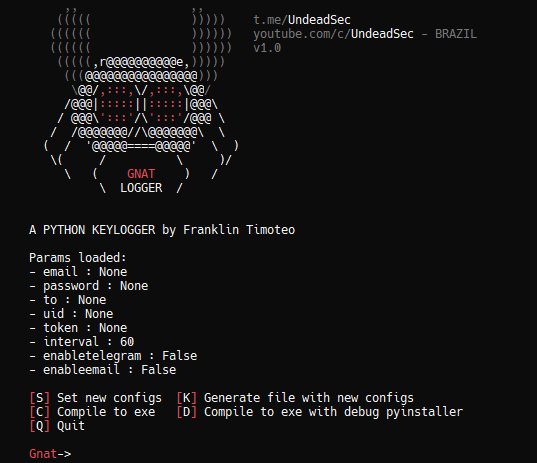 t.me/UndeadSec
youtube.com/c/UndeadSec - BRAZIL
v1.0
GNAT
LOGGER
A PYTHON KEYLOGGER by Franklin Timoteo
Params loaded:
- email : None
- password : None
- to : None
- uid : None
- token : None
- interval : 60
- enabletelegram : False
- enableemail : False
[S] Set new configs [K] Generate file with new configs
[C] Compile to exe [D] Compile to exe with debug pyinstaller
[Q] Quit
Gnat->